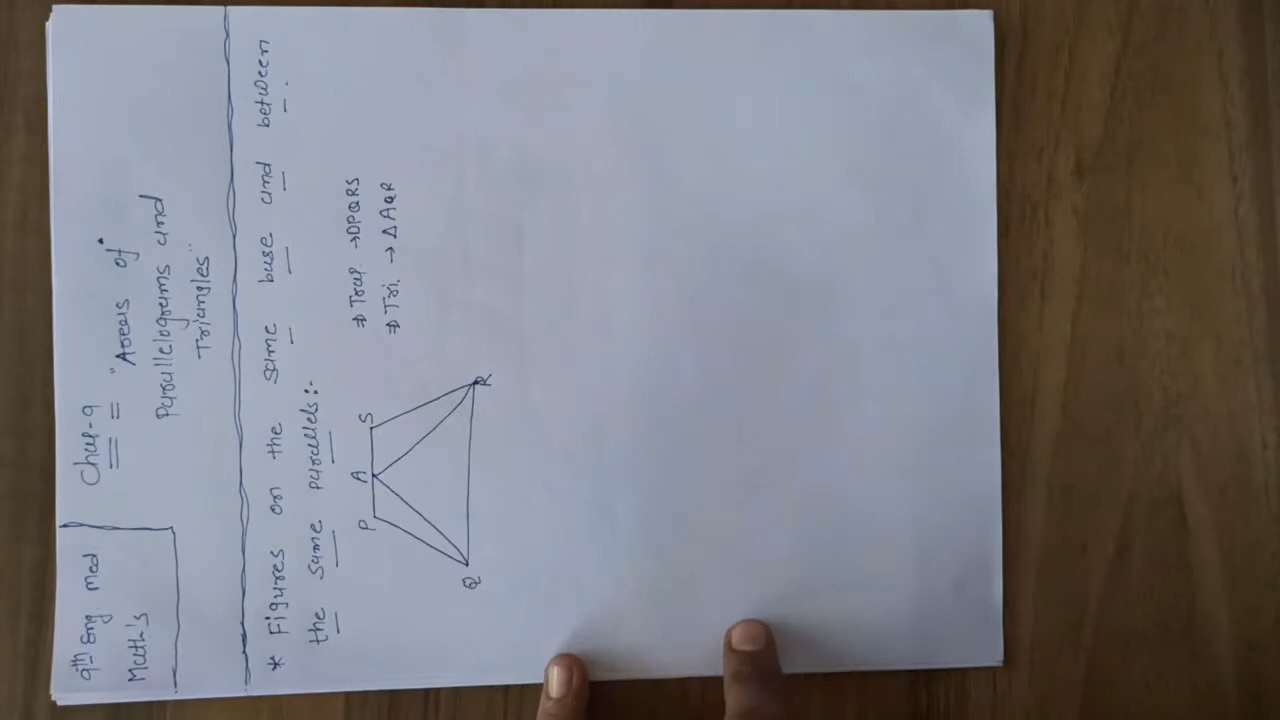 9th Eng Med
Math's
Chap-9
"Areas of
Parallelograms and
Triangles"
* Figures on the same base and between
the same parallels:-
P A S
Q R
⇒ Trap. → □PQRS
⇒ Tri. → △AQR